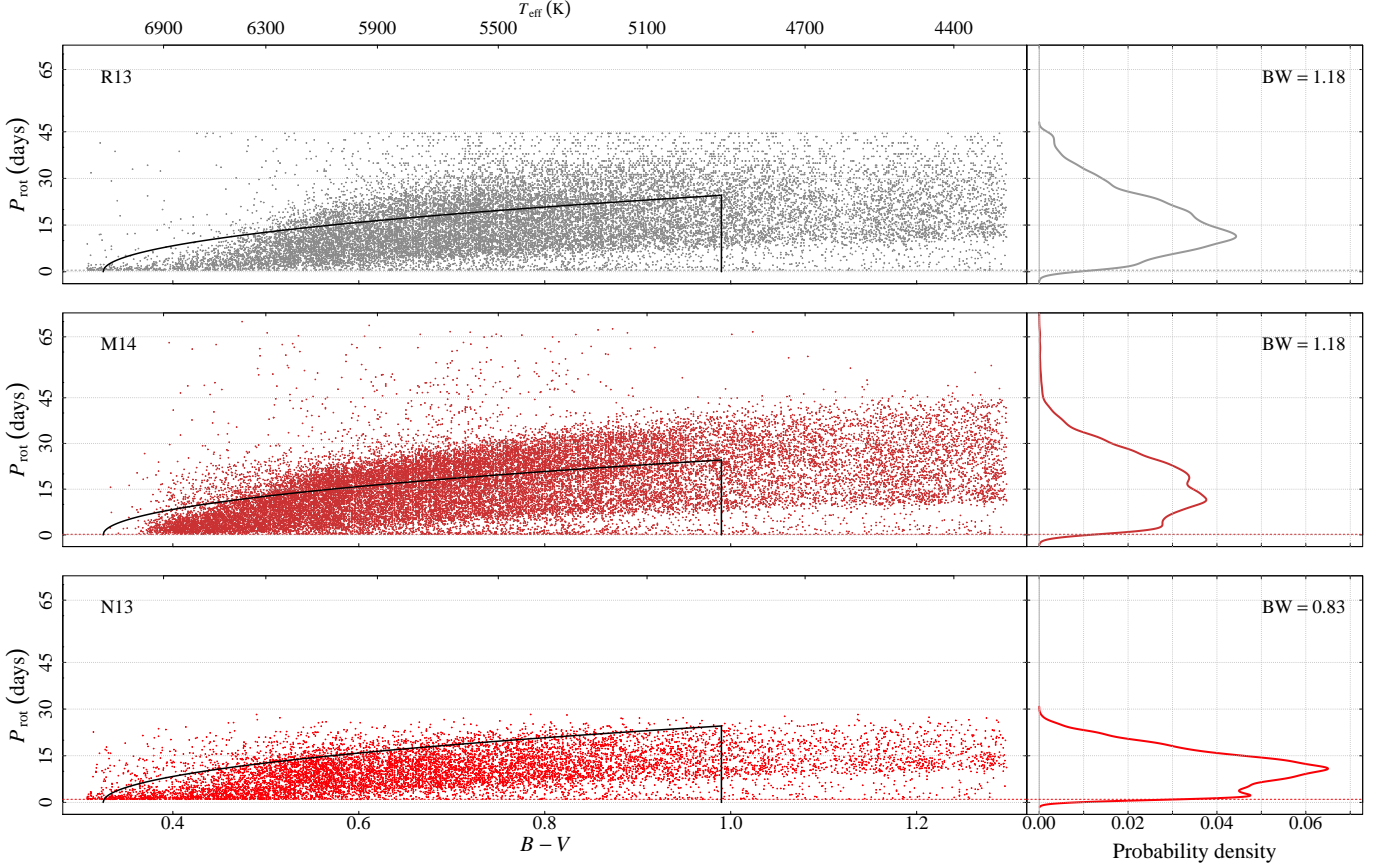 T_eff (K)
6900 6300 5900 5500 5100 4700 4400
P_rot (days)
65
45
30
15
0
R13
BW = 1.18
P_rot (days)
65
45
30
15
0
M14
BW = 1.18
P_rot (days)
65
45
30
15
0
N13
BW = 0.83
0.4 0.6 0.8 1.0 1.2 0.00 0.02 0.04 0.06
B − V
Probability density